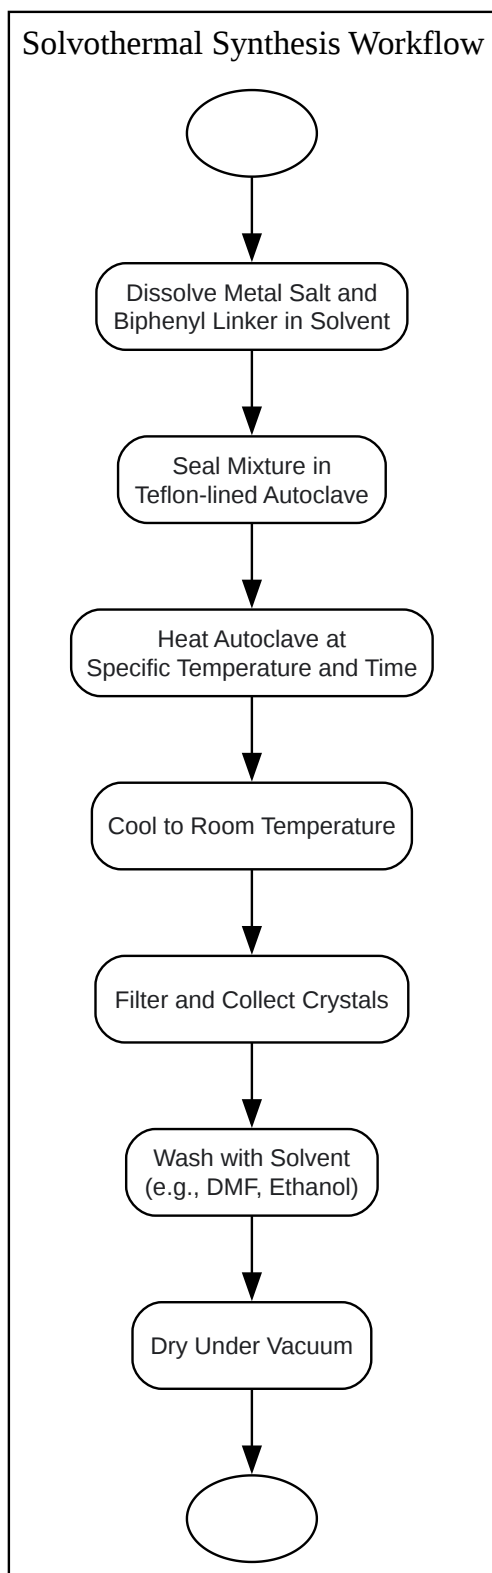 Solvothermal Synthesis Workflow
Dissolve Metal Salt and
Biphenyl Linker in Solvent
Seal Mixture in
Teflon-lined Autoclave
Heat Autoclave at
Specific Temperature and Time
Cool to Room Temperature
Filter and Collect Crystals
Wash with Solvent
(e.g., DMF, Ethanol)
Dry Under Vacuum